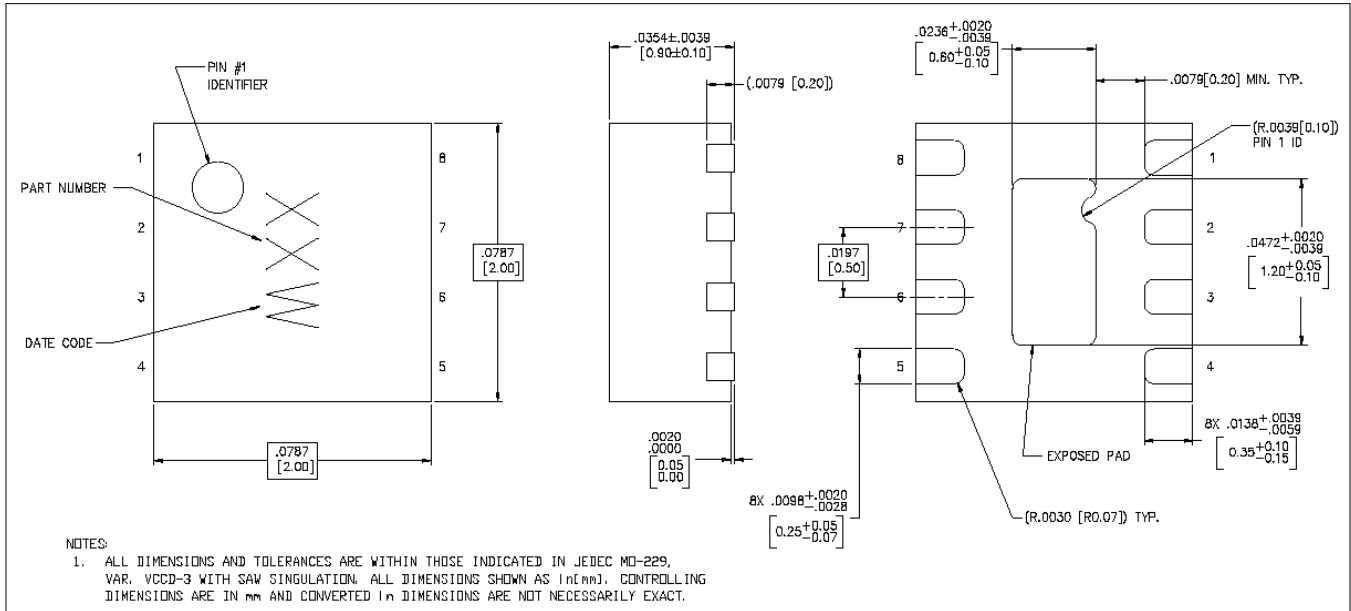 PIN #1
IDENTIFIER
1
8
PART NUMBER
2
7
3
6
DATE CODE
4
5
.0787
[2.00]
.0787
[2.00]
.0354±.0039
[0.90±0.10]
(.0079 [0.20])
.0020
.0000
[0.05
0.00]
.0236+.0020
-.0039
[0.60+0.05
-0.10]
.0079[0.20] MIN. TYP.
(R.0039[0.10])
PIN 1 ID
8
1
7
2
.0197
[0.50]
6
3
5
4
.0472+.0020
-.0039
[1.20+0.05
-0.10]
8X .0138+.0039
-.0059
[0.35+0.10
-0.15]
EXPOSED PAD
8X .0098+.0020
-.0028
[0.25+0.05
-0.07]
(R.0030 [R0.07]) TYP.
NOTES:
1. ALL DIMENSIONS AND TOLERANCES ARE WITHIN THOSE INDICATED IN JEDEC MO-229,
VAR. VCCD-3 WITH SAW SINGULATION. ALL DIMENSIONS SHOWN AS in[mm]. CONTROLLING
DIMENSIONS ARE IN mm AND CONVERTED in DIMENSIONS ARE NOT NECESSARILY EXACT.
XXW